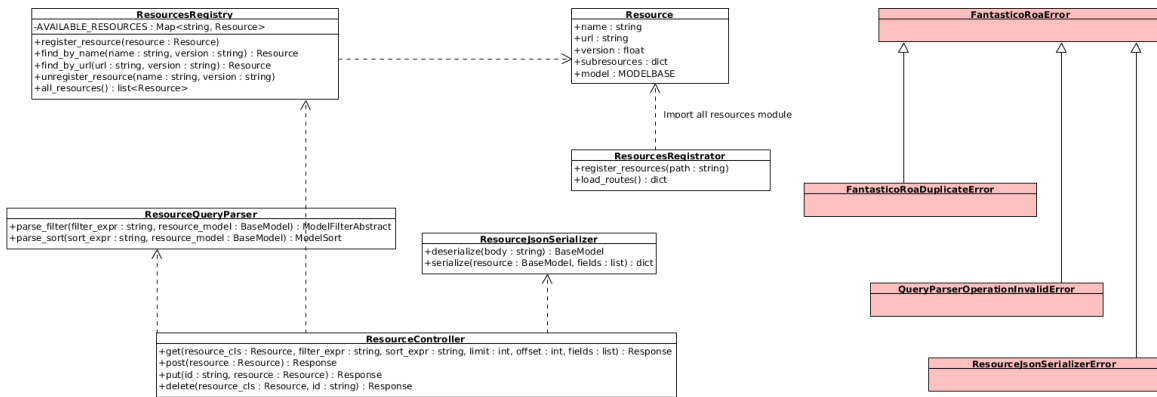 ResourcesRegistry
-AVAILABLE_RESOURCES : Map<string, Resource>
+register_resource(resource : Resource)
+find_by_name(name : string, version : string) : Resource
+find_by_url(url : string, version : string) : Resource
+unregister_resource(name : string, version : string)
+all_resources() : list<Resource>
Resource
+name : string
+url : string
+version : float
+subresources : dict
+model : MODELBASE
Import all resources module
ResourcesRegistrator
+register_resources(path : string)
+load_routes() : dict
ResourceQueryParser
+parse_filter(filter_expr : string, resource_model : BaseModel) : ModelFilterAbstract
+parse_sort(sort_expr : string, resource_model : BaseModel) : ModelSort
ResourceJsonSerializer
+deserialize(body : string) : BaseModel
+serialize(resource : BaseModel, fields : list) : dict
ResourceController
+get(resource_cls : Resource, filter_expr : string, sort_expr : string, limit : int, offset : int, fields : list) : Response
+post(resource : Resource) : Response
+put(id : string, resource : Resource) : Response
+delete(resource_cls : Resource, id : string) : Response
FantasticoRoaError
FantasticoRoaDuplicateError
QueryParserOperationInvalidError
ResourceJsonSerializerError